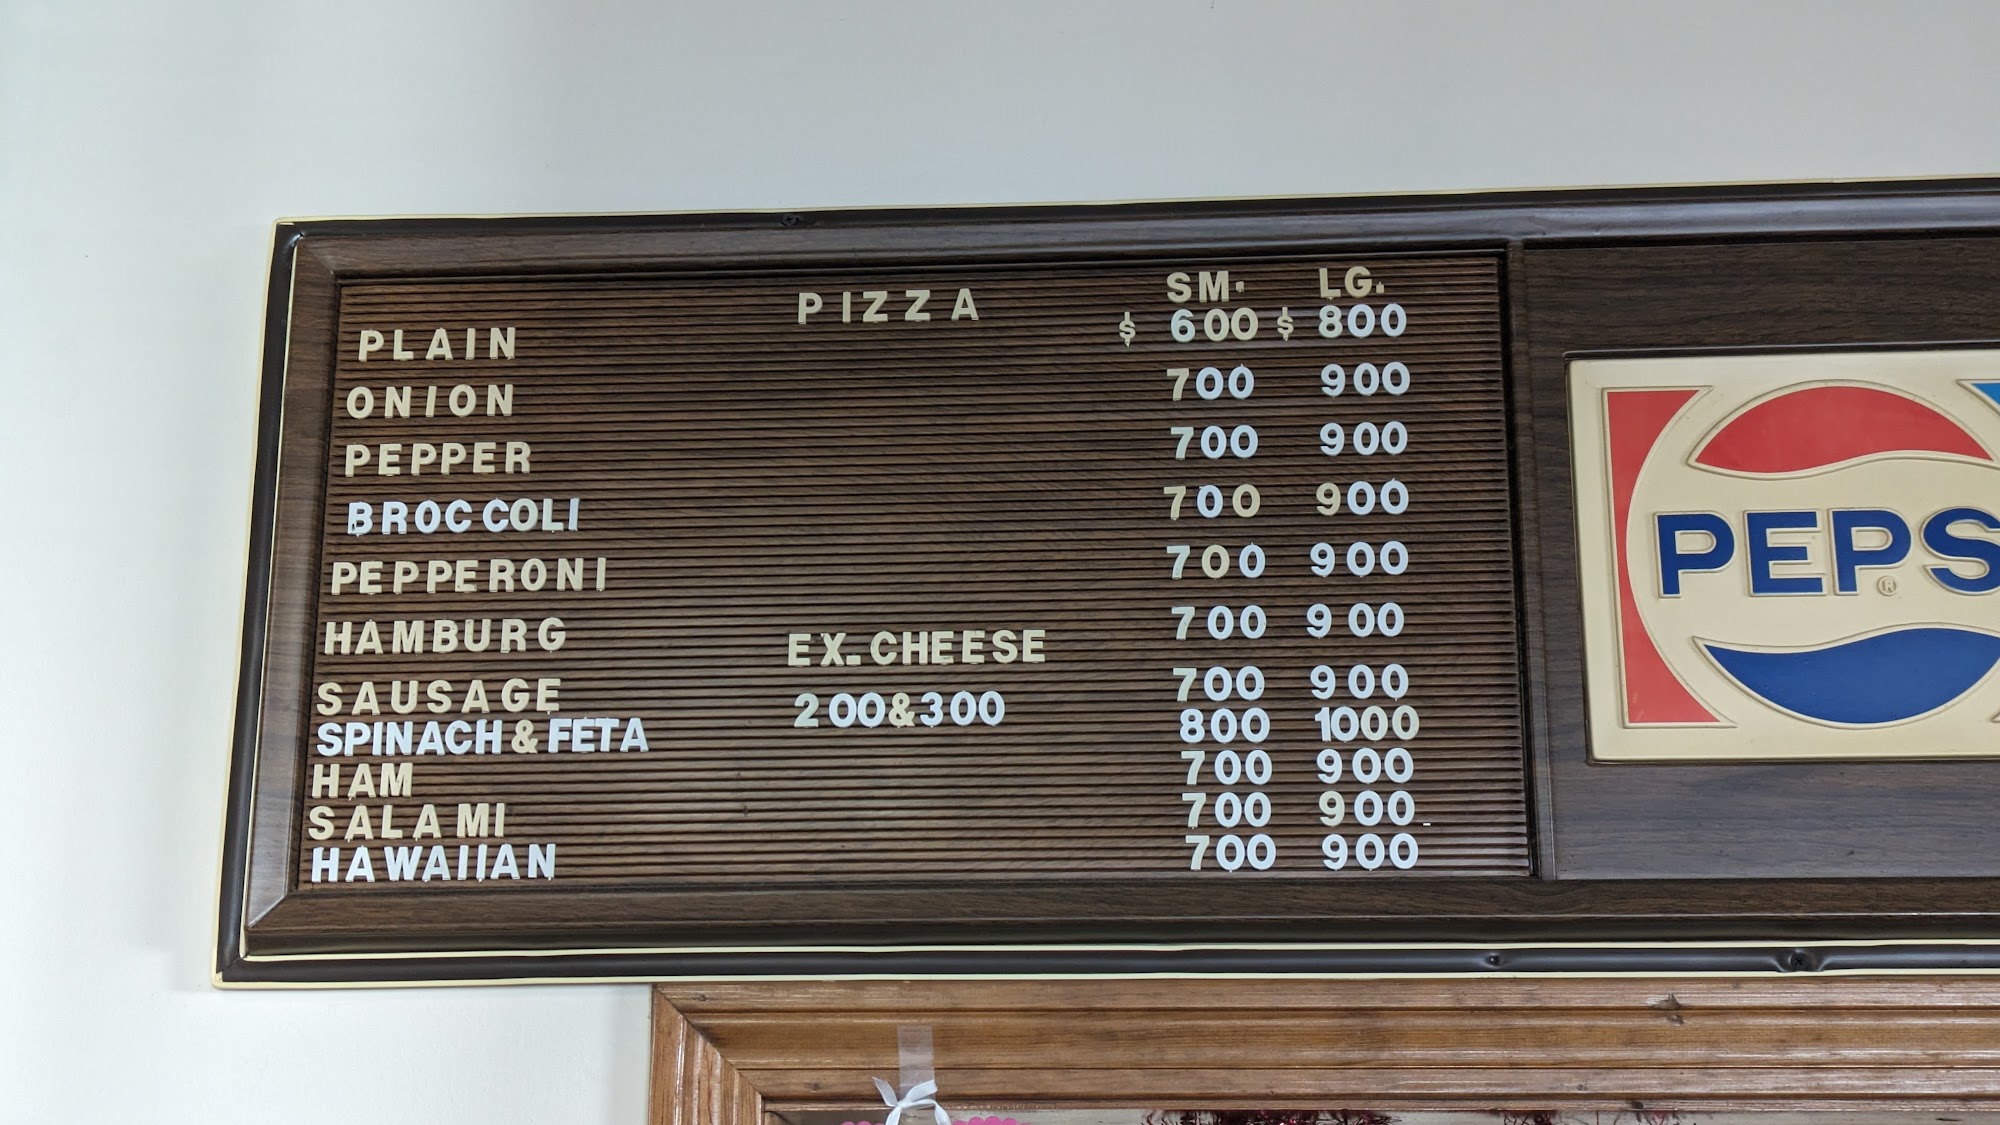 PIZZA SM. LG.
PLAIN $ 600 $ 800
ONION 700 900
PEPPER 700 900
BROCCOLI 700 900
PEPPERONI 700 900
HAMBURG 700 900
EX. CHEESE
SAUSAGE 700 900
200&300
SPINACH & FETA 800 1000
HAM 700 900
SALAMI 700 900
HAWAIIAN 700 900
PEPS
®